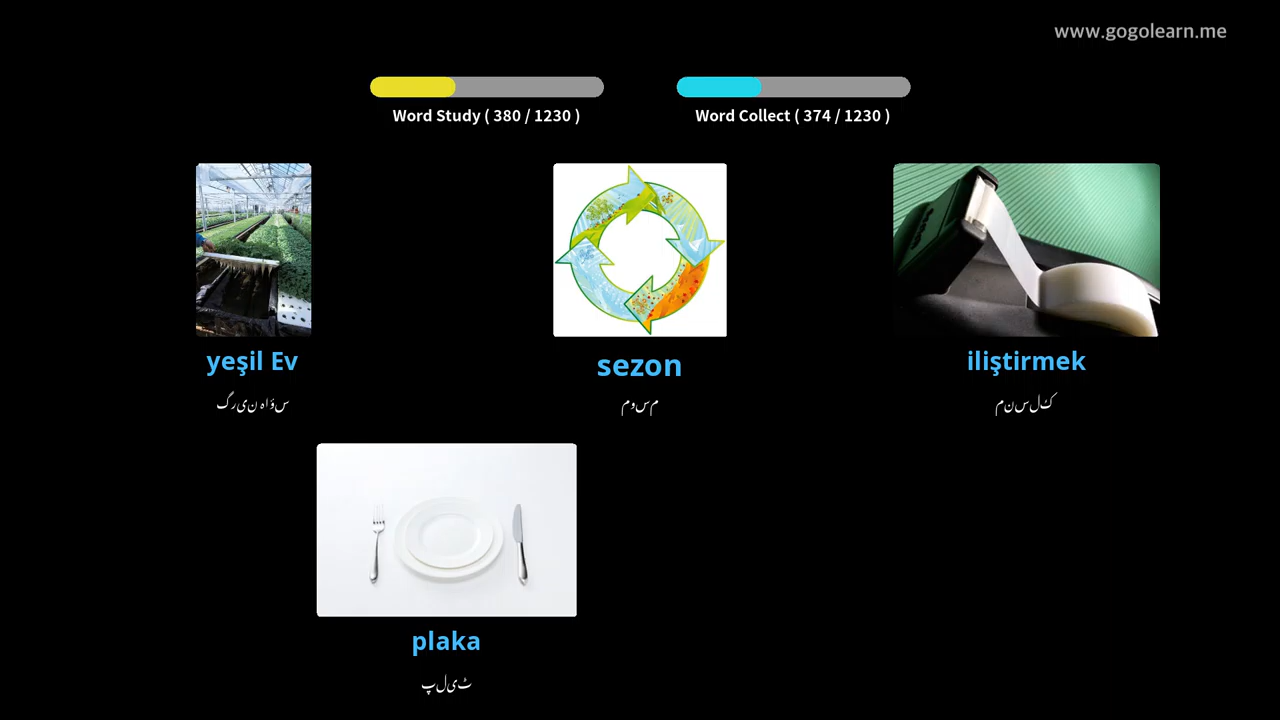 www.gogolearn.me
Word Study ( 380 / 1230 )
Word Collect ( 374 / 1230 )
yeşil Ev
گرین ہاؤس
sezon
موسم
iliştirmek
منسلک
plaka
پلیٹ